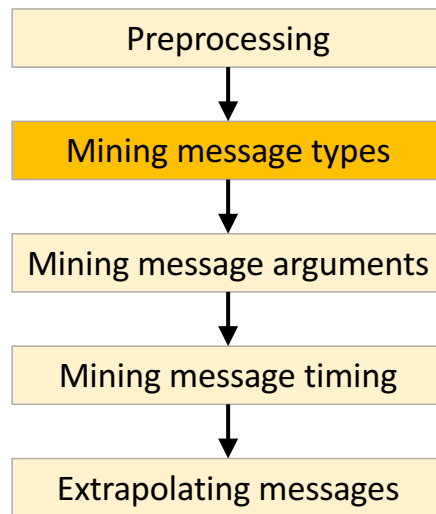 Preprocessing
Mining message types
Mining message arguments
Mining message timing
Extrapolating messages